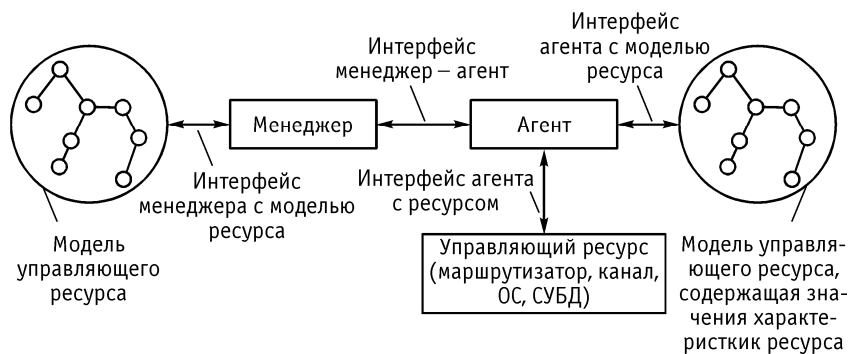 Интерфейс
менеджер – агент
Интерфейс
агента с моделью
ресурса
Менеджер
Агент
Интерфейс
менеджера с моделью
ресурса
Интерфейс агента
с ресурсом
Модель
управляющего
ресурса
Управляющий ресурс
(маршрутизатор, канал,
ОС, СУБД)
Модель управля-
ющего ресурса,
содержащая зна-
чения характе-
ристкик ресурса